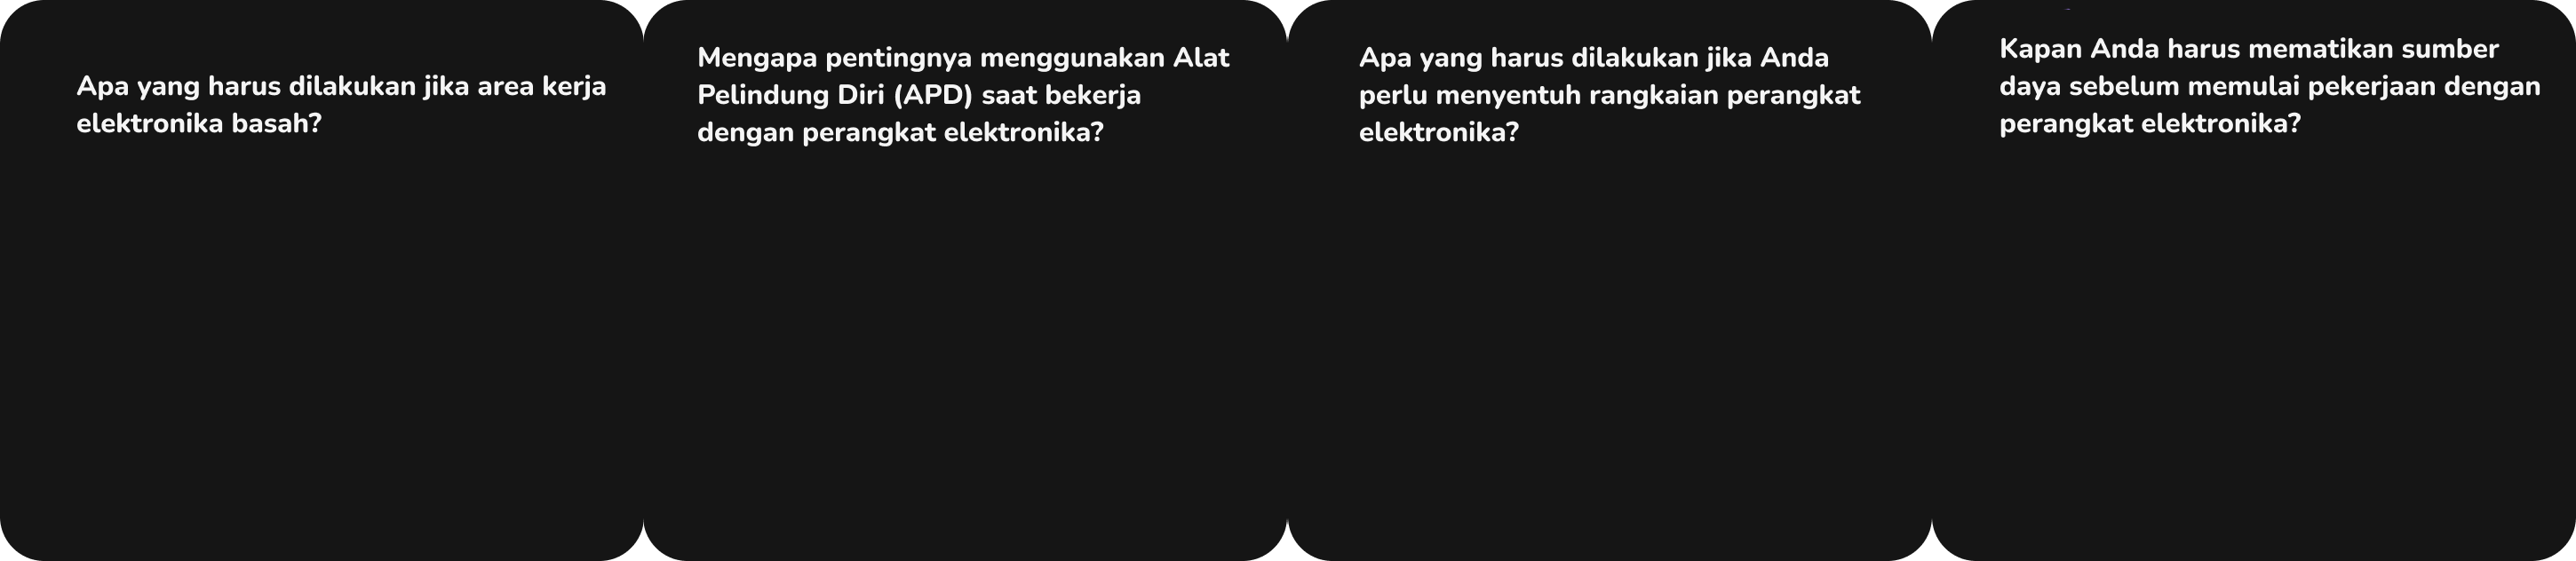 Apa yang harus dilakukan jika area kerja
elektronika basah?
Mengapa pentingnya menggunakan Alat
Pelindung Diri (APD) saat bekerja
dengan perangkat elektronika?
Apa yang harus dilakukan jika Anda
perlu menyentuh rangkaian perangkat
elektronika?
Kapan Anda harus mematikan sumber
daya sebelum memulai pekerjaan dengan
perangkat elektronika?